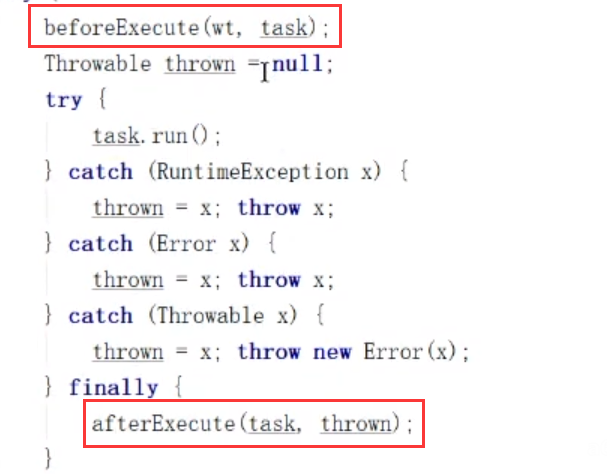 beforeExecute(wt, task);
Throwable thrown = null;
try {
task.run();
} catch (RuntimeException x) {
thrown = x; throw x;
} catch (Error x) {
thrown = x; throw x;
} catch (Throwable x) {
thrown = x; throw new Error(x);
} finally {
afterExecute(task, thrown);
}